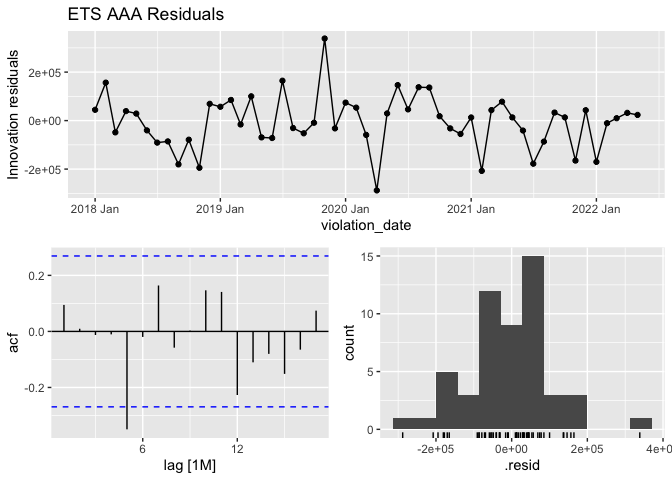 ETS AAA Residuals
Innovation residuals
2e+05
0e+00
-2e+05
2018 Jan
2019 Jan
2020 Jan
2021 Jan
2022 Jan
violation_date
acf
0.2
0.0
-0.2
6
12
lag [1M]
count
15
10
5
0
-2e+05
0e+00
2e+05
4e+0
.resid